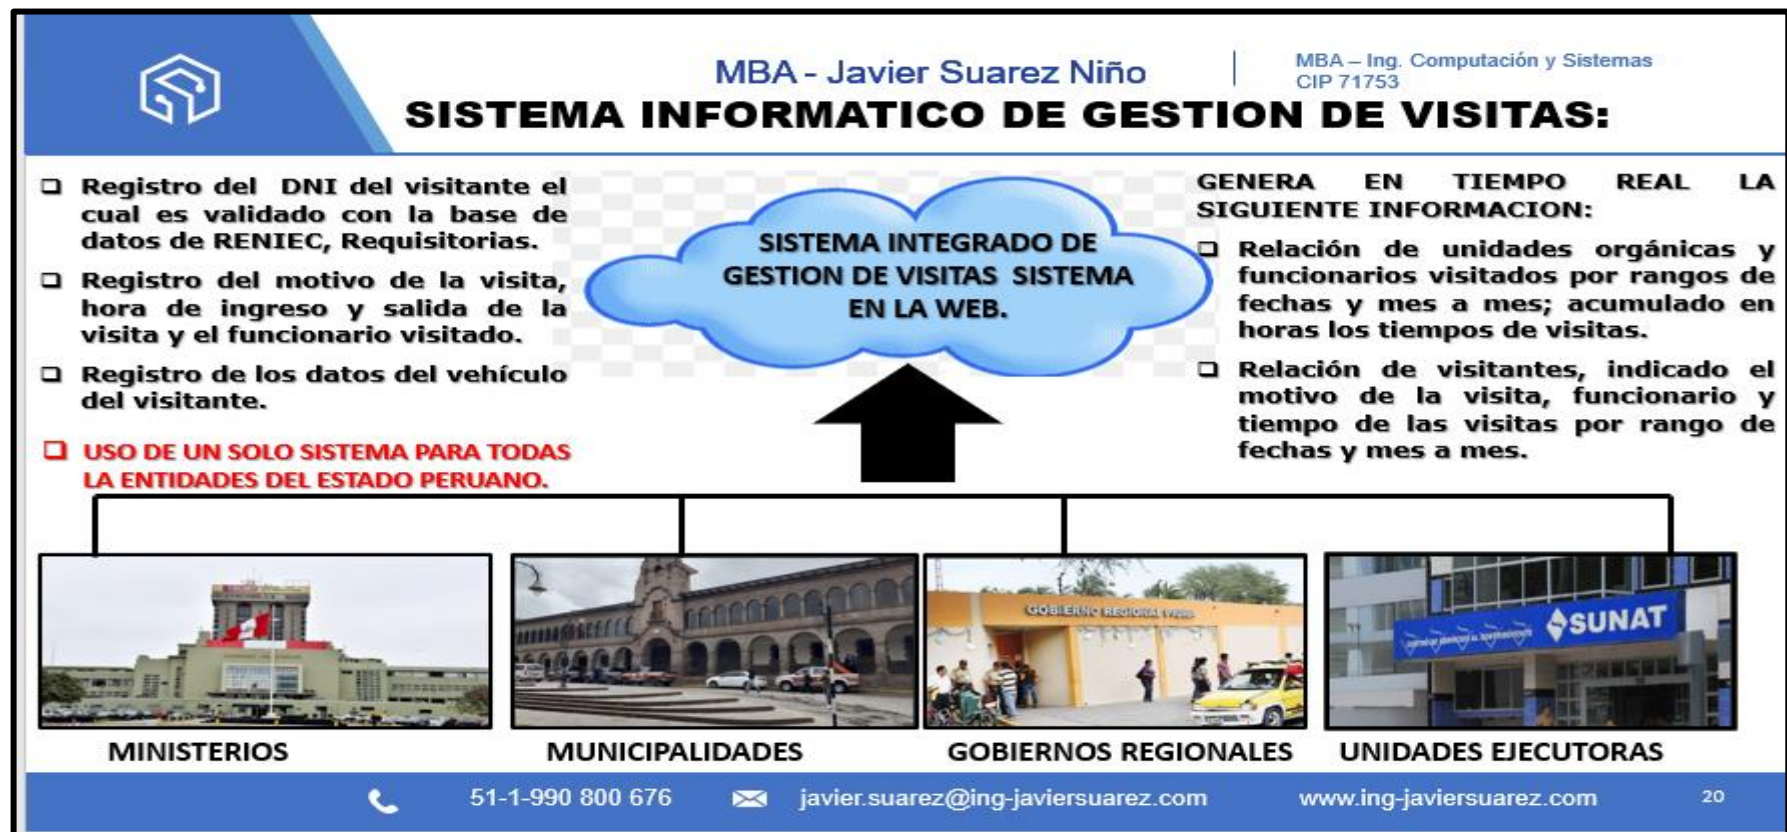 MBA - Javier Suarez Niño
MBA – Ing. Computación y Sistemas
CIP 71753
SISTEMA INFORMATICO DE GESTION DE VISITAS:
❑ Registro del DNI del visitante el
cual es validado con la base de
datos de RENIEC, Requisitorias.
❑ Registro del motivo de la visita,
hora de ingreso y salida de la
visita y el funcionario visitado.
❑ Registro de los datos del vehículo
del visitante.
❑ USO DE UN SOLO SISTEMA PARA TODAS
LA ENTIDADES DEL ESTADO PERUANO.
SISTEMA INTEGRADO DE
GESTION DE VISITAS SISTEMA
EN LA WEB.
GENERA EN TIEMPO REAL LA
SIGUIENTE INFORMACION:
❑ Relación de unidades orgánicas y
funcionarios visitados por rangos de
fechas y mes a mes; acumulado en
horas los tiempos de visitas.
❑ Relación de visitantes, indicado el
motivo de la visita, funcionario y
tiempo de las visitas por rango de
fechas y mes a mes.
GOBIERNO REGIONAL
SUNAT
MINISTERIOS
MUNICIPALIDADES
GOBIERNOS REGIONALES
UNIDADES EJECUTORAS
51-1-990 800 676
javier.suarez@ing-javiersuarez.com
www.ing-javiersuarez.com
20